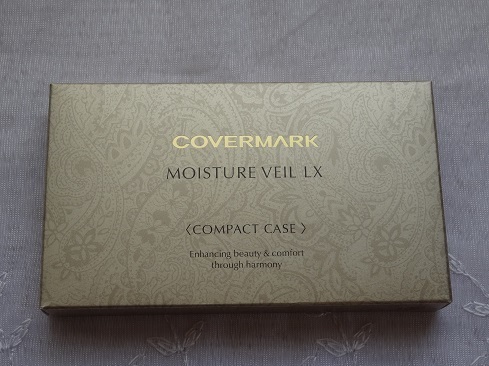 COVERMARK
MOISTURE VEIL LX
〈COMPACT CASE〉
Enhancing beauty & comfort
through harmony